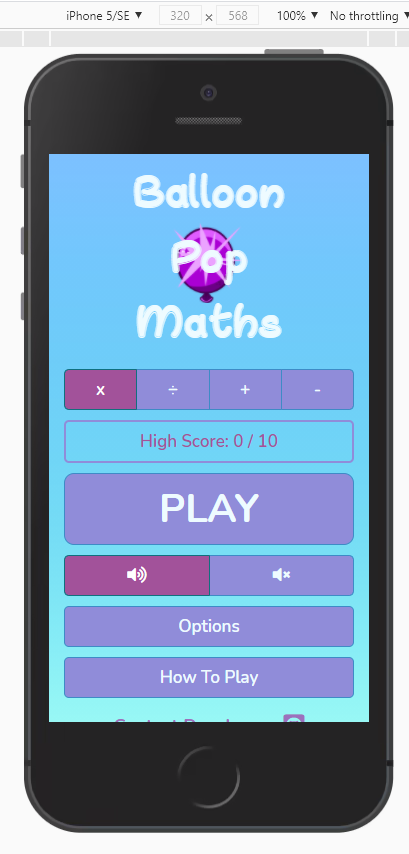 iPhone 5/SE ▼ 320 × 568 100% ▼ No throttling ▼
Balloon
Pop
Maths
x ÷ + -
High Score: 0 / 10
PLAY
Options
How To Play